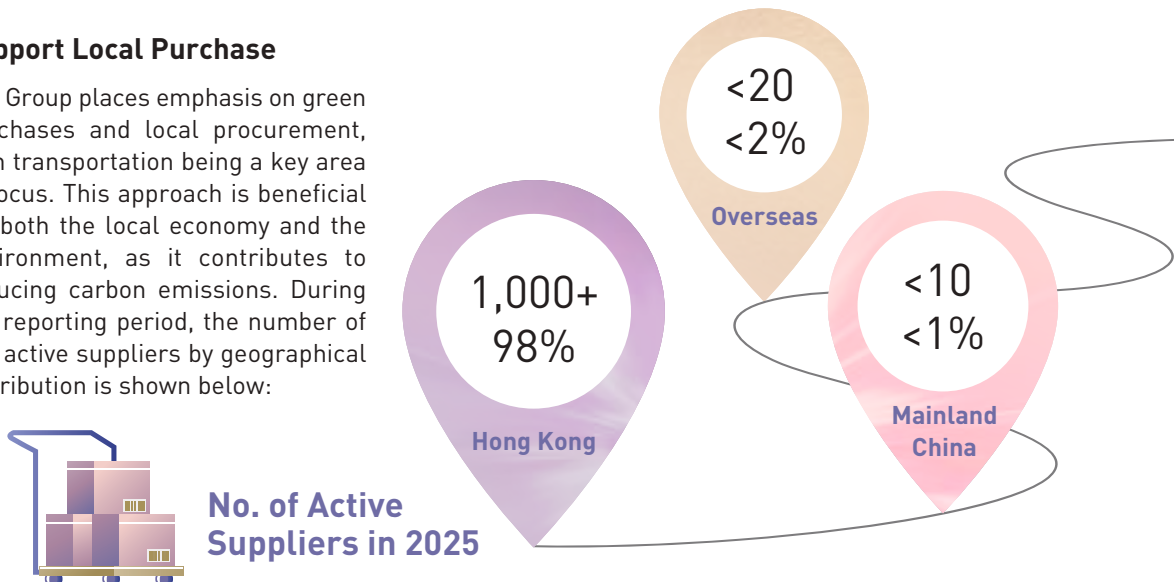 pport Local Purchase
Group places emphasis on green
chases and local procurement,
transportation being a key area
ocus. This approach is beneficial
both the local economy and the
ironment, as it contributes to
ucing carbon emissions. During
reporting period, the number of
active suppliers by geographical
tribution is shown below:
<20
<2%
Overseas
1,000+
98%
Hong Kong
<10
<1%
Mainland
China
No. of Active
Suppliers in 2025